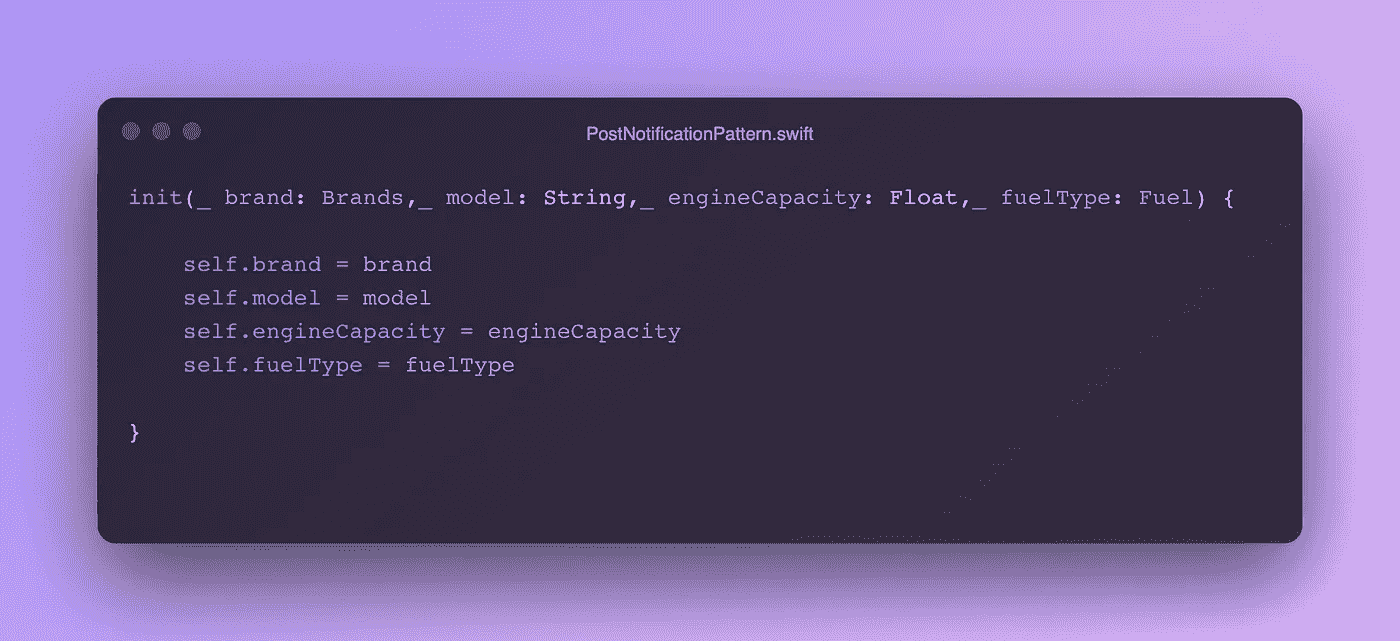 PostNotificationPattern.swift
init(_ brand: Brands,_ model: String,_ engineCapacity: Float,_ fuelType: Fuel) {
    self.brand = brand
    self.model = model
    self.engineCapacity = engineCapacity
    self.fuelType = fuelType
}